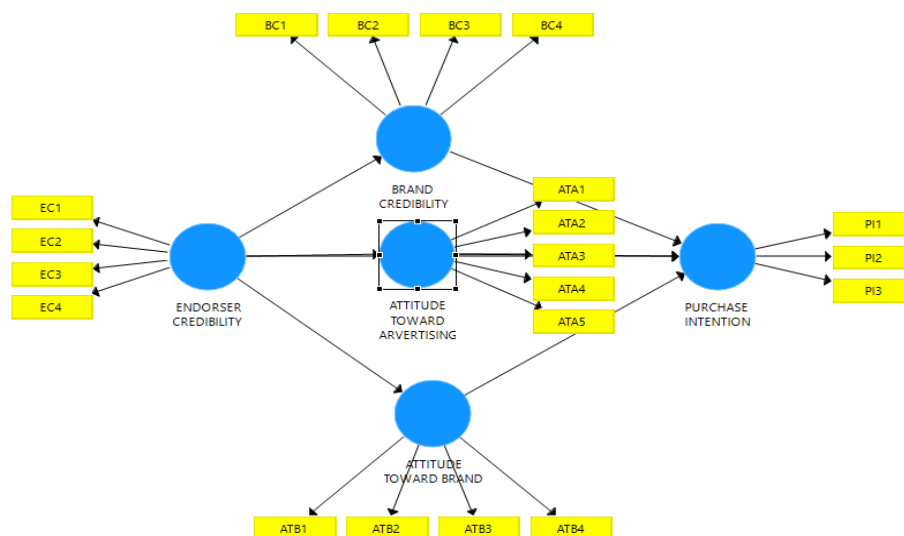 BC1
BC2
BC3
BC4
BRAND
CREDIBILITY
EC1
EC2
EC3
EC4
ENDORSER
CREDIBILITY
ATTITUDE
TOWARD
ARVERTISING
ATA1
ATA2
ATA3
ATA4
ATA5
PURCHASE
INTENTION
PI1
PI2
PI3
ATTITUDE
TOWARD BRAND
ATB1
ATB2
ATB3
ATB4